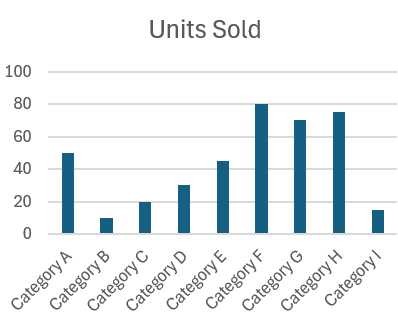 Units Sold
100
80
60
40
20
0
Category A
Category B
Category C
Category D
Category E
Category F
Category G
Category H
Category I